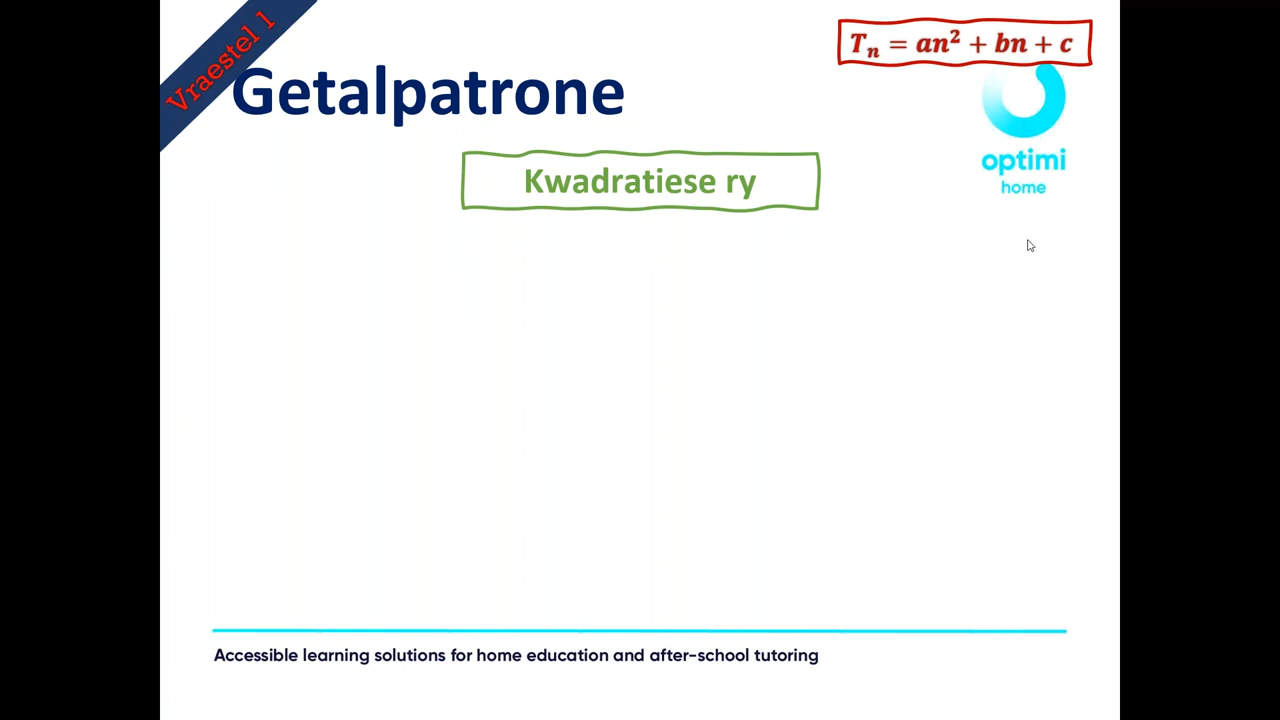 Vraestel 1
Tₙ = an² + bn + c
Getalpatrone
optimi
home
Kwadratiese ry
Accessible learning solutions for home education and after-school tutoring